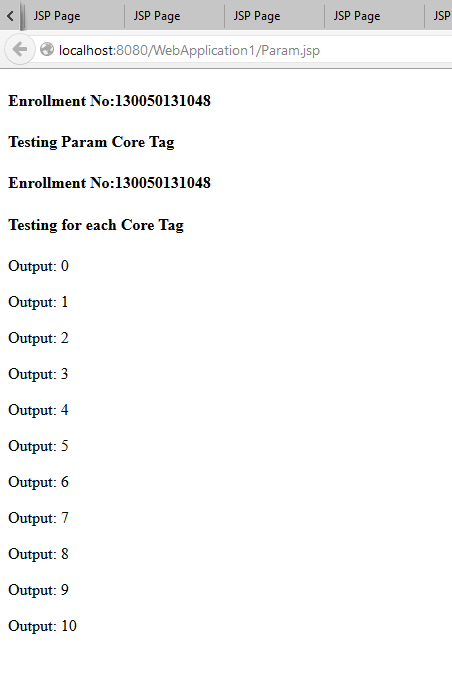 JSP Page JSP Page JSP Page JSP Page JSP
localhost:8080/WebApplication1/Param.jsp
Enrollment No:130050131048
Testing Param Core Tag
Enrollment No:130050131048
Testing for each Core Tag
Output: 0
Output: 1
Output: 2
Output: 3
Output: 4
Output: 5
Output: 6
Output: 7
Output: 8
Output: 9
Output: 10